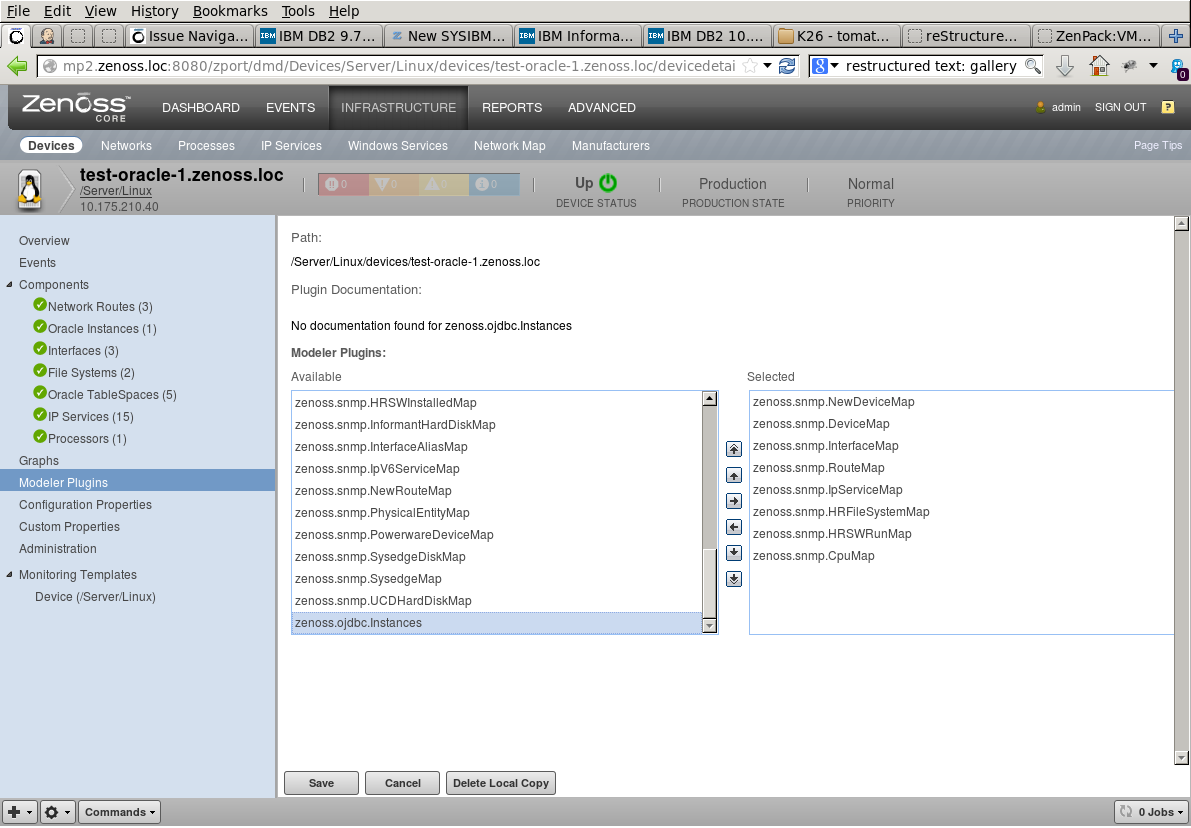 File Edit View History Bookmarks Tools Help
Issue Naviga... IBM DB2 9.7... New SYSIBM... IBM Informa... IBM DB2 10.... K26 - tomat... reStructure... ZenPack:VM...
mp2.zenoss.loc:8080/zport/dmd/Devices/Server/Linux/devices/test-oracle-1.zenoss.loc/devicedetai restructured text: gallery 0
Zenoss CORE DASHBOARD EVENTS INFRASTRUCTURE REPORTS ADVANCED admin SIGN OUT ?
Devices Networks Processes IP Services Windows Services Network Map Manufacturers Page Tips
test-oracle-1.zenoss.loc
/Server/Linux
10.175.210.40
0 0 0 0
Up
DEVICE STATUS
Production
PRODUCTION STATE
Normal
PRIORITY
Overview
Events
Components
Network Routes (3)
Oracle Instances (1)
Interfaces (3)
File Systems (2)
Oracle TableSpaces (5)
IP Services (15)
Processors (1)
Graphs
Modeler Plugins
Configuration Properties
Custom Properties
Administration
Monitoring Templates
Device (/Server/Linux)
Path:
/Server/Linux/devices/test-oracle-1.zenoss.loc
Plugin Documentation:
No documentation found for zenoss.ojdbc.Instances
Modeler Plugins:
Available
zenoss.snmp.HRSWInstalledMap
zenoss.snmp.InformantHardDiskMap
zenoss.snmp.InterfaceAliasMap
zenoss.snmp.IpV6ServiceMap
zenoss.snmp.NewRouteMap
zenoss.snmp.PhysicalEntityMap
zenoss.snmp.PowerwareDeviceMap
zenoss.snmp.SysedgeDiskMap
zenoss.snmp.SysedgeMap
zenoss.snmp.UCDHardDiskMap
zenoss.ojdbc.Instances
Selected
zenoss.snmp.NewDeviceMap
zenoss.snmp.DeviceMap
zenoss.snmp.InterfaceMap
zenoss.snmp.RouteMap
zenoss.snmp.IpServiceMap
zenoss.snmp.HRFileSystemMap
zenoss.snmp.HRSWRunMap
zenoss.snmp.CpuMap
Save Cancel Delete Local Copy
Commands 0 Jobs